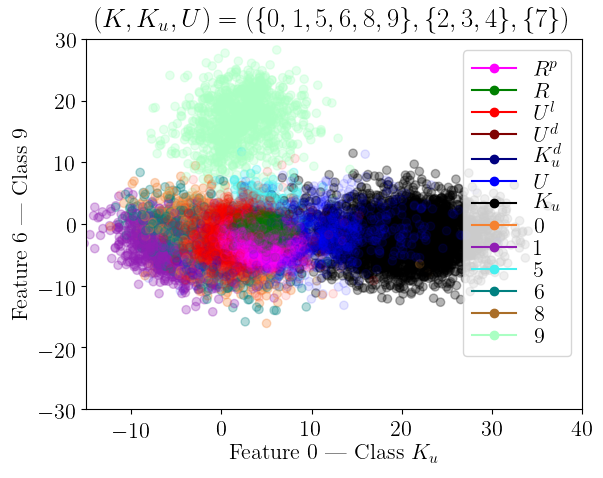 (K, K_u, U) = ({0, 1, 5, 6, 8, 9}, {2, 3, 4}, {7})
30
20
10
0
−10
−20
−30
Feature 6 — Class 9
R^p
R
U^l
U^d
K_u^d
U
K_u
0
1
5
6
8
9
−10
0
10
20
30
40
Feature 0 — Class K_u